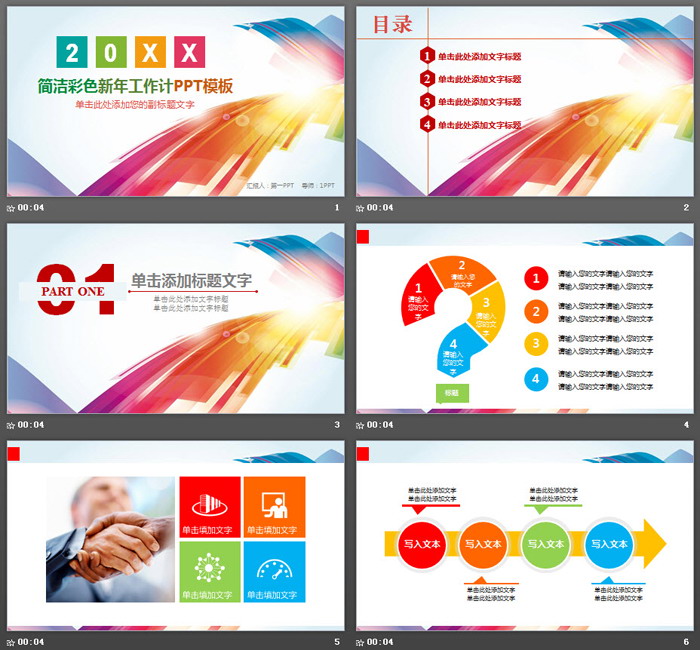 20XX
简洁彩色新年工作计PPT模板
单击此处添加您的副标题文字
汇报人：第一PPT 导师：1PPT
00:04 1
目录
1 单击此处添加文字标题
2 单击此处添加文字标题
3 单击此处添加文字标题
4 单击此处添加文字标题
00:04 2
01
PART ONE
单击添加标题文字
单击此处添加文字标题
单击此处添加文字标题
00:04 3
1
请输入
您的文
字
2
请输入您
的文字
3
请输入
您的文
字
4
请输入
您的文
字
标题
1
请输入您的文字请输入您的文字
请输入您的文字请输入您的文字
2
请输入您的文字请输入您的文字
请输入您的文字请输入您的文字
3
请输入您的文字请输入您的文字
请输入您的文字请输入您的文字
4
请输入您的文字请输入您的文字
请输入您的文字请输入您的文字
00:04 4
单击填加文字
单击填加文字
单击填加文字
单击填加文字
00:04 5
单击此处添加文字
单击此处添加文字
单击此处添加文字
单击此处添加文字
写入文本
写入文本
写入文本
写入文本
单击此处添加文字
单击此处添加文字
单击此处添加文字
单击此处添加文字
00:04 6